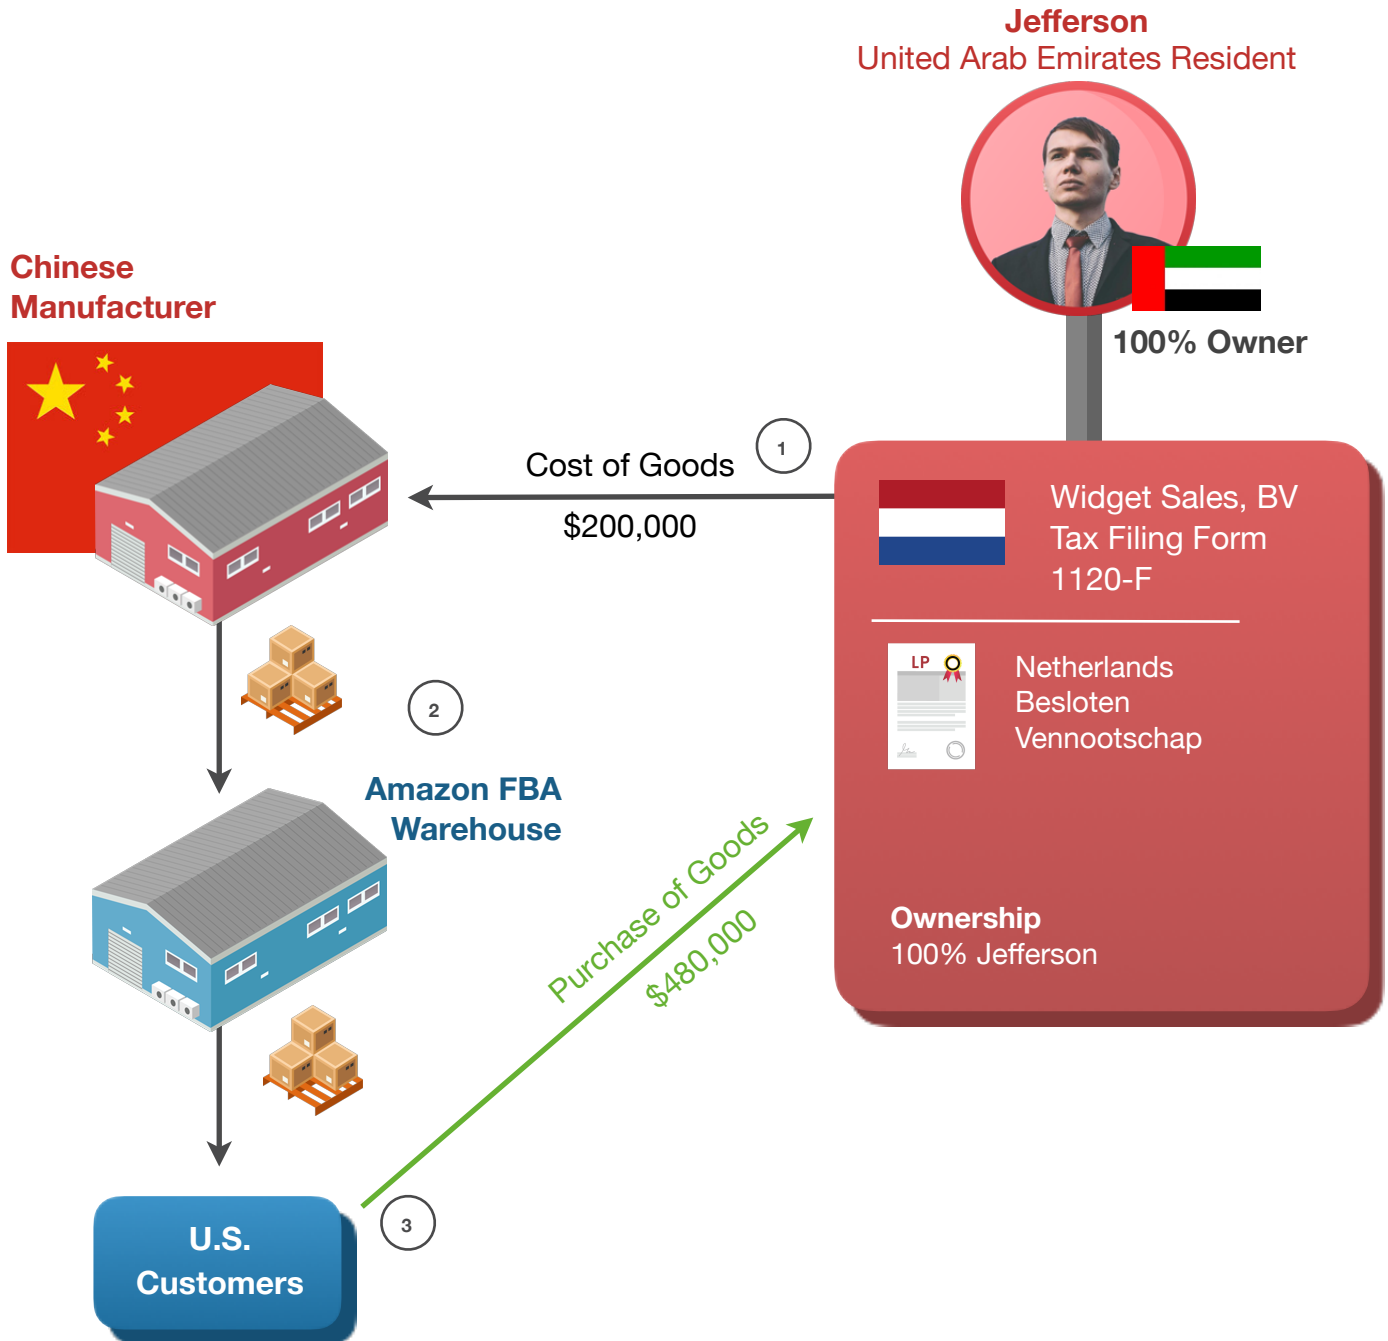 Jefferson
United Arab Emirates Resident
100% Owner
Chinese
Manufacturer
1
Cost of Goods
$200,000
Widget Sales, BV
Tax Filing Form
1120-F
LP
Netherlands
Besloten
Vennootschap
2
Amazon FBA
Warehouse
Purchase of Goods
$480,000
Ownership
100% Jefferson
3
U.S.
Customers